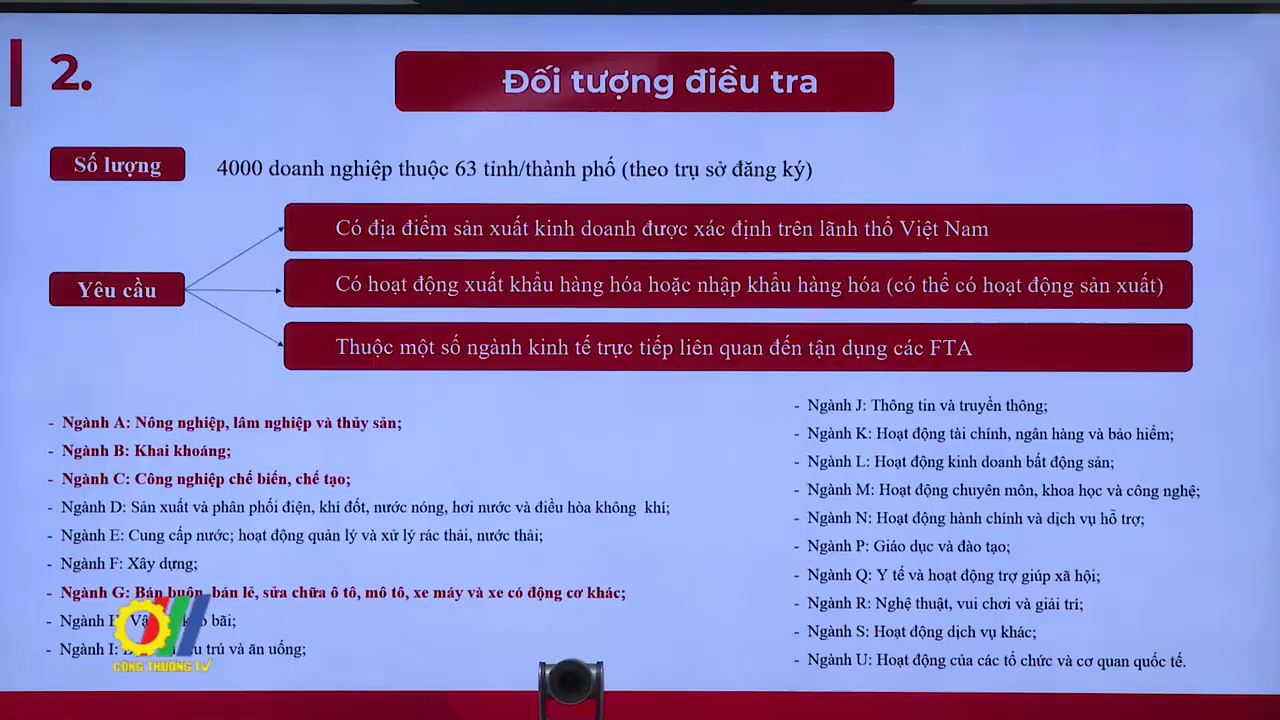 2.
Đối tượng điều tra
Số lượng
4000 doanh nghiệp thuộc 63 tỉnh/thành phố (theo trụ sở đăng ký)
Yêu cầu
Có địa điểm sản xuất kinh doanh được xác định trên lãnh thổ Việt Nam
Có hoạt động xuất khẩu hàng hóa hoặc nhập khẩu hàng hóa (có thể có hoạt động sản xuất)
Thuộc một số ngành kinh tế trực tiếp liên quan đến tận dụng các FTA
- Ngành A: Nông nghiệp, lâm nghiệp và thủy sản;
- Ngành B: Khai khoáng;
- Ngành C: Công nghiệp chế biến, chế tạo;
- Ngành D: Sản xuất và phân phối điện, khí đốt, nước nóng, hơi nước và điều hòa không khí;
- Ngành E: Cung cấp nước; hoạt động quản lý và xử lý rác thải, nước thải;
- Ngành F: Xây dựng;
- Ngành G: Bán buôn, bán lẻ, sửa chữa ô tô, mô tô, xe máy và xe có động cơ khác;
- Ngành bãi;
- Ngành I: trú và ăn uống;
- Ngành J: Thông tin và truyền thông;
- Ngành K: Hoạt động tài chính, ngân hàng và bảo hiểm;
- Ngành L: Hoạt động kinh doanh bất động sản;
- Ngành M: Hoạt động chuyên môn, khoa học và công nghệ;
- Ngành N: Hoạt động hành chính và dịch vụ hỗ trợ;
- Ngành P: Giáo dục và đào tạo;
- Ngành Q: Y tế và hoạt động trợ giúp xã hội;
- Ngành R: Nghệ thuật, vui chơi và giải trí;
- Ngành S: Hoạt động dịch vụ khác;
- Ngành U: Hoạt động của các tổ chức và cơ quan quốc tế.
CÔNG THƯƠNG TV